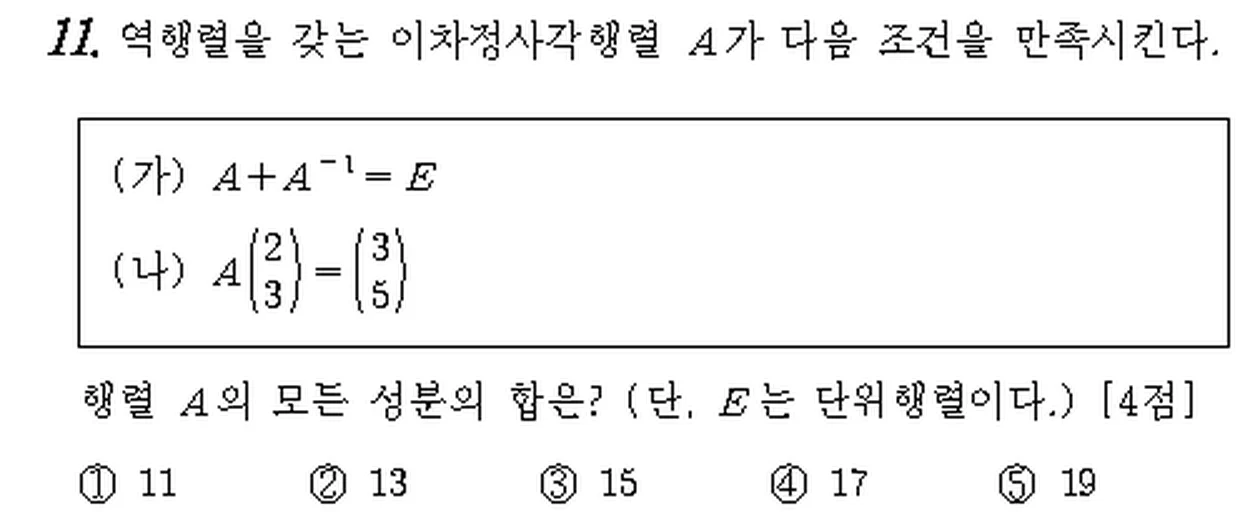 11. 역행렬을 갖는 이차정사각행렬 A가 다음 조건을 만족시킨다.
(가) A+A⁻¹= E
(나) A(2 3)=(3 5)
행렬 A의 모든 성분의 합은? (단, E는 단위행렬이다.) [4점]
① 11 ② 13 ③ 15 ④ 17 ⑤ 19